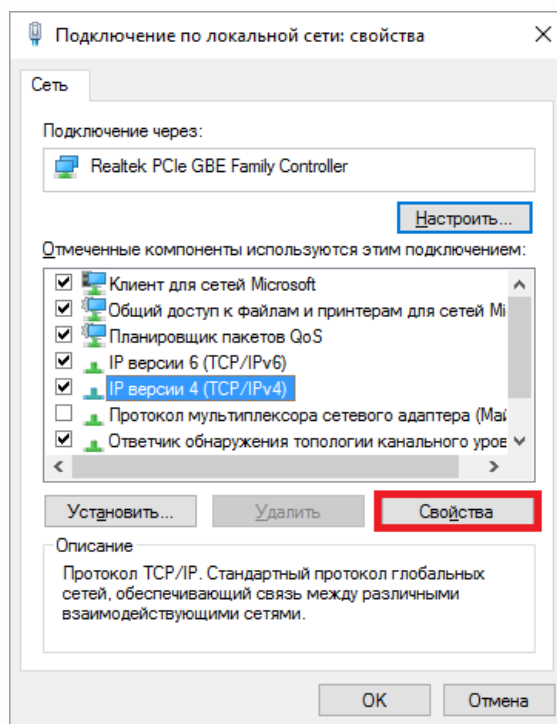 Подключение по локальной сети: свойства
Сеть
Подключение через:
Realtek PCIe GBE Family Controller
Настроить...
Отмеченные компоненты используются этим подключением:
Клиент для сетей Microsoft
Общий доступ к файлам и принтерам для сетей Mi
Планировщик пакетов QoS
IP версии 6 (TCP/IPv6)
IP версии 4 (TCP/IPv4)
Протокол мультиплексора сетевого адаптера (Май
Ответчик обнаружения топологии канального уров
Установить... Удалить Свойства
Описание
Протокол TCP/IP. Стандартный протокол глобальных
сетей, обеспечивающий связь между различными
взаимодействующими сетями.
OK Отмена